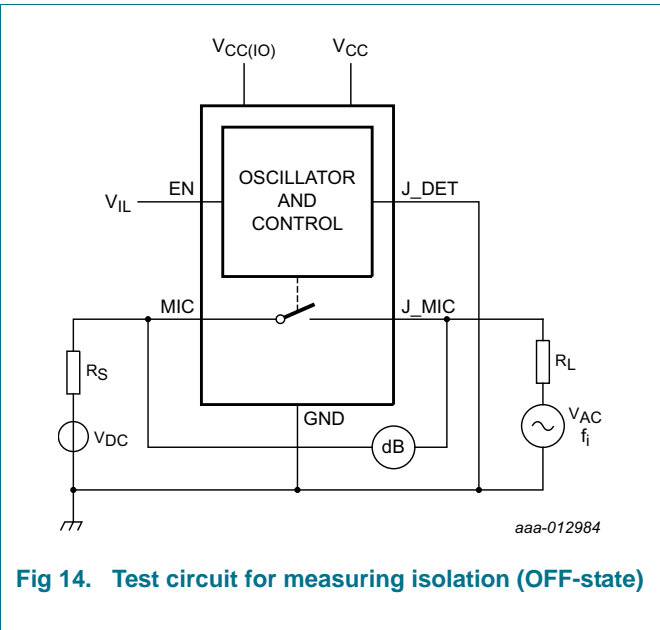 VCC(IO) VCC
EN
OSCILLATOR
AND
CONTROL
J_DET
VIL
MIC
J_MIC
RS
RL
GND
VDC
dB
VAC
fi
aaa-012984
Fig 14. Test circuit for measuring isolation (OFF-state)